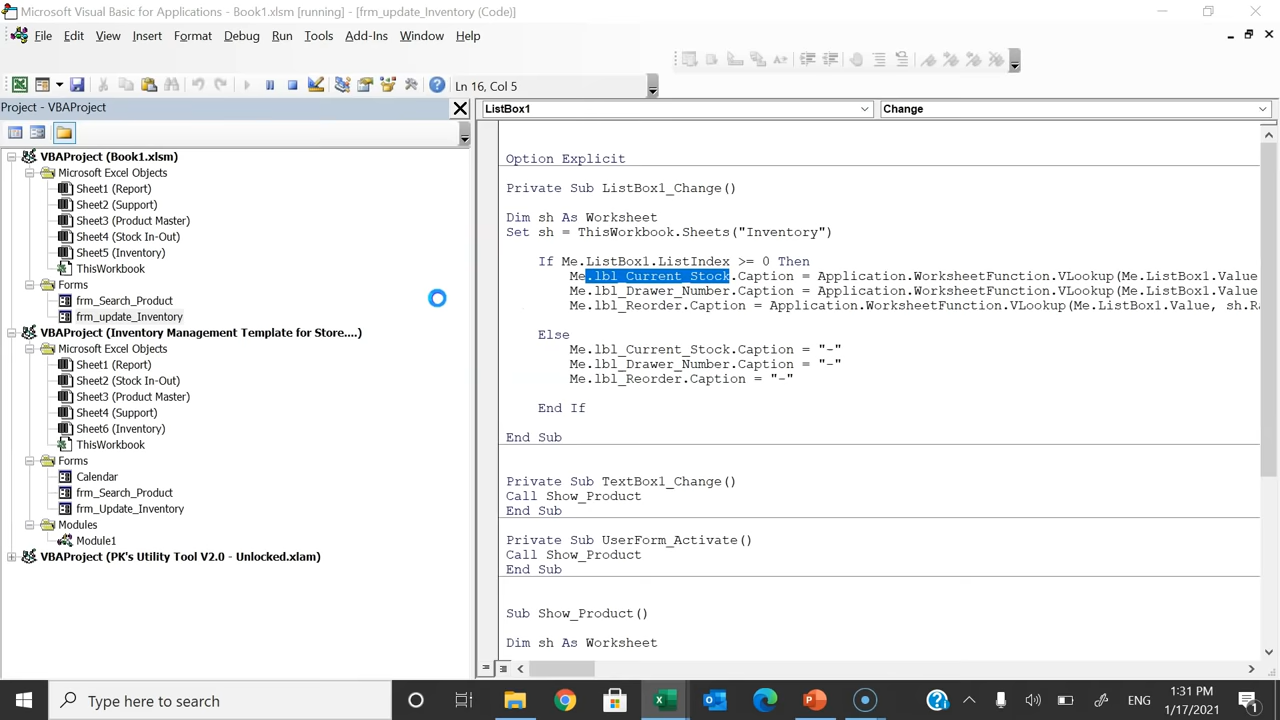 Microsoft Visual Basic for Applications - Book1.xlsm [running] - [frm_update_Inventory (Code)]
File Edit View Insert Format Debug Run Tools Add-Ins Window Help
Ln 16, Col 5
Project - VBAProject
ListBox1 Change
VBAProject (Book1.xlsm)
Microsoft Excel Objects
Sheet1 (Report)
Sheet2 (Support)
Sheet3 (Product Master)
Sheet4 (Stock In-Out)
Sheet5 (Inventory)
ThisWorkbook
Forms
frm_Search_Product
frm_update_Inventory
VBAProject (Inventory Management Template for Store....)
Microsoft Excel Objects
Sheet1 (Report)
Sheet2 (Stock In-Out)
Sheet3 (Product Master)
Sheet4 (Support)
Sheet6 (Inventory)
ThisWorkbook
Forms
Calendar
frm_Search_Product
frm_Update_Inventory
Modules
Module1
VBAProject (PK's Utility Tool V2.0 - Unlocked.xlam)
Option Explicit
Private Sub ListBox1_Change()
Dim sh As Worksheet
Set sh = ThisWorkbook.Sheets("Inventory")
If Me.ListBox1.ListIndex >= 0 Then
Me.lbl_Current_Stock.Caption = Application.WorksheetFunction.VLookup(Me.ListBox1.Value
Me.lbl_Drawer_Number.Caption = Application.WorksheetFunction.VLookup(Me.ListBox1.Value
Me.lbl_Reorder.Caption = Application.WorksheetFunction.VLookup(Me.ListBox1.Value, sh.Ra
Else
Me.lbl_Current_Stock.Caption = "-"
Me.lbl_Drawer_Number.Caption = "-"
Me.lbl_Reorder.Caption = "-"
End If
End Sub
Private Sub TextBox1_Change()
Call Show_Product
End Sub
Private Sub UserForm_Activate()
Call Show_Product
End Sub
Sub Show_Product()
Dim sh As Worksheet
Type here to search
ENG
1:31 PM
1/17/2021
1